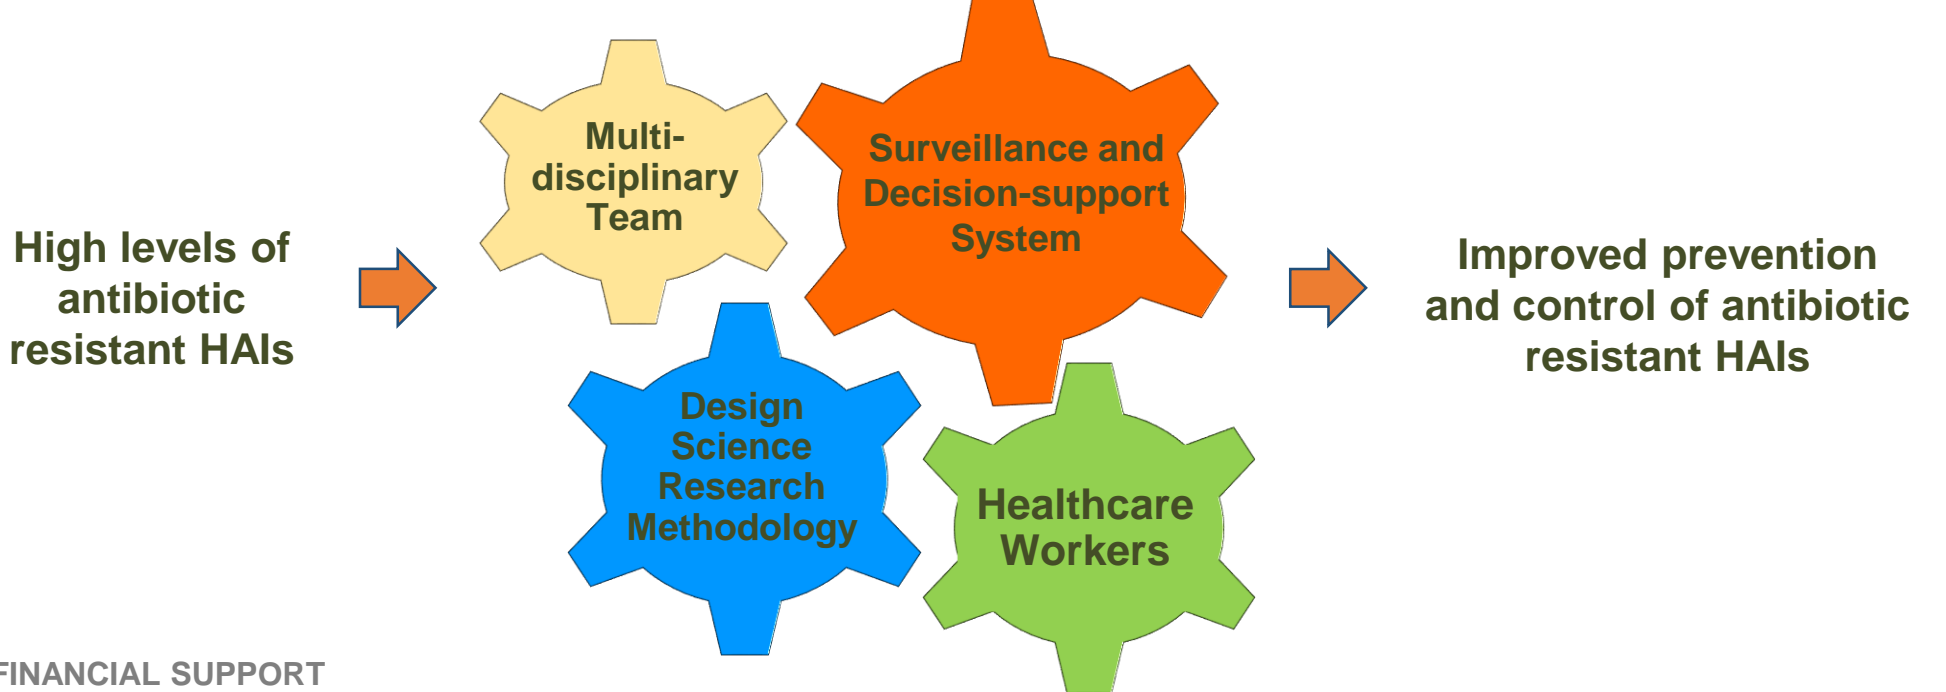 High levels of
antibiotic
resistant HAIs
Multi-
disciplinary
Team
Surveillance and
Decision-support
System
Design
Science
Research
Methodology
Healthcare
Workers
Improved prevention
and control of antibiotic
resistant HAIs
FINANCIAL SUPPORT